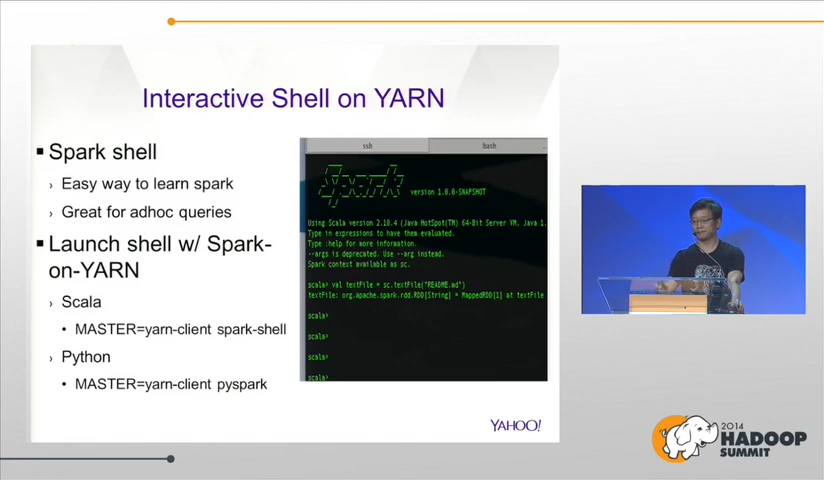 Interactive Shell on YARN
▪ Spark shell
› Easy way to learn spark
› Great for adhoc queries
▪ Launch shell w/ Spark-
on-YARN
› Scala
• MASTER=yarn-client spark-shell
› Python
• MASTER=yarn-client pyspark
ssh bash
Spark version 1.0.0-SNAPSHOT
Using Scala version 2.10.4 (Java HotSpot(TM) 64-Bit Server VM, Java 1.
Type in expressions to have them evaluated.
Type :help for more information.
--args is deprecated. Use --arg instead.
Spark context available as sc.
scala> val textFile = sc.textFile("README.md")
textFile: org.apache.spark.rdd.RDD[String] = MappedRDD[1] at textFile
scala>
scala>
scala>
scala>
YAHOO!
2014
HADOOP
SUMMIT